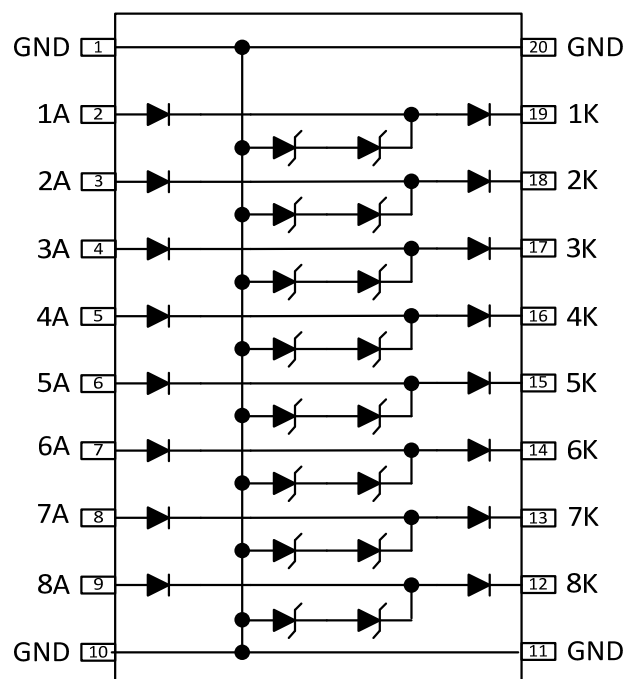 GND 1 20 GND
1A 2 19 1K
2A 3 18 2K
3A 4 17 3K
4A 5 16 4K
5A 6 15 5K
6A 7 14 6K
7A 8 13 7K
8A 9 12 8K
GND 10 11 GND